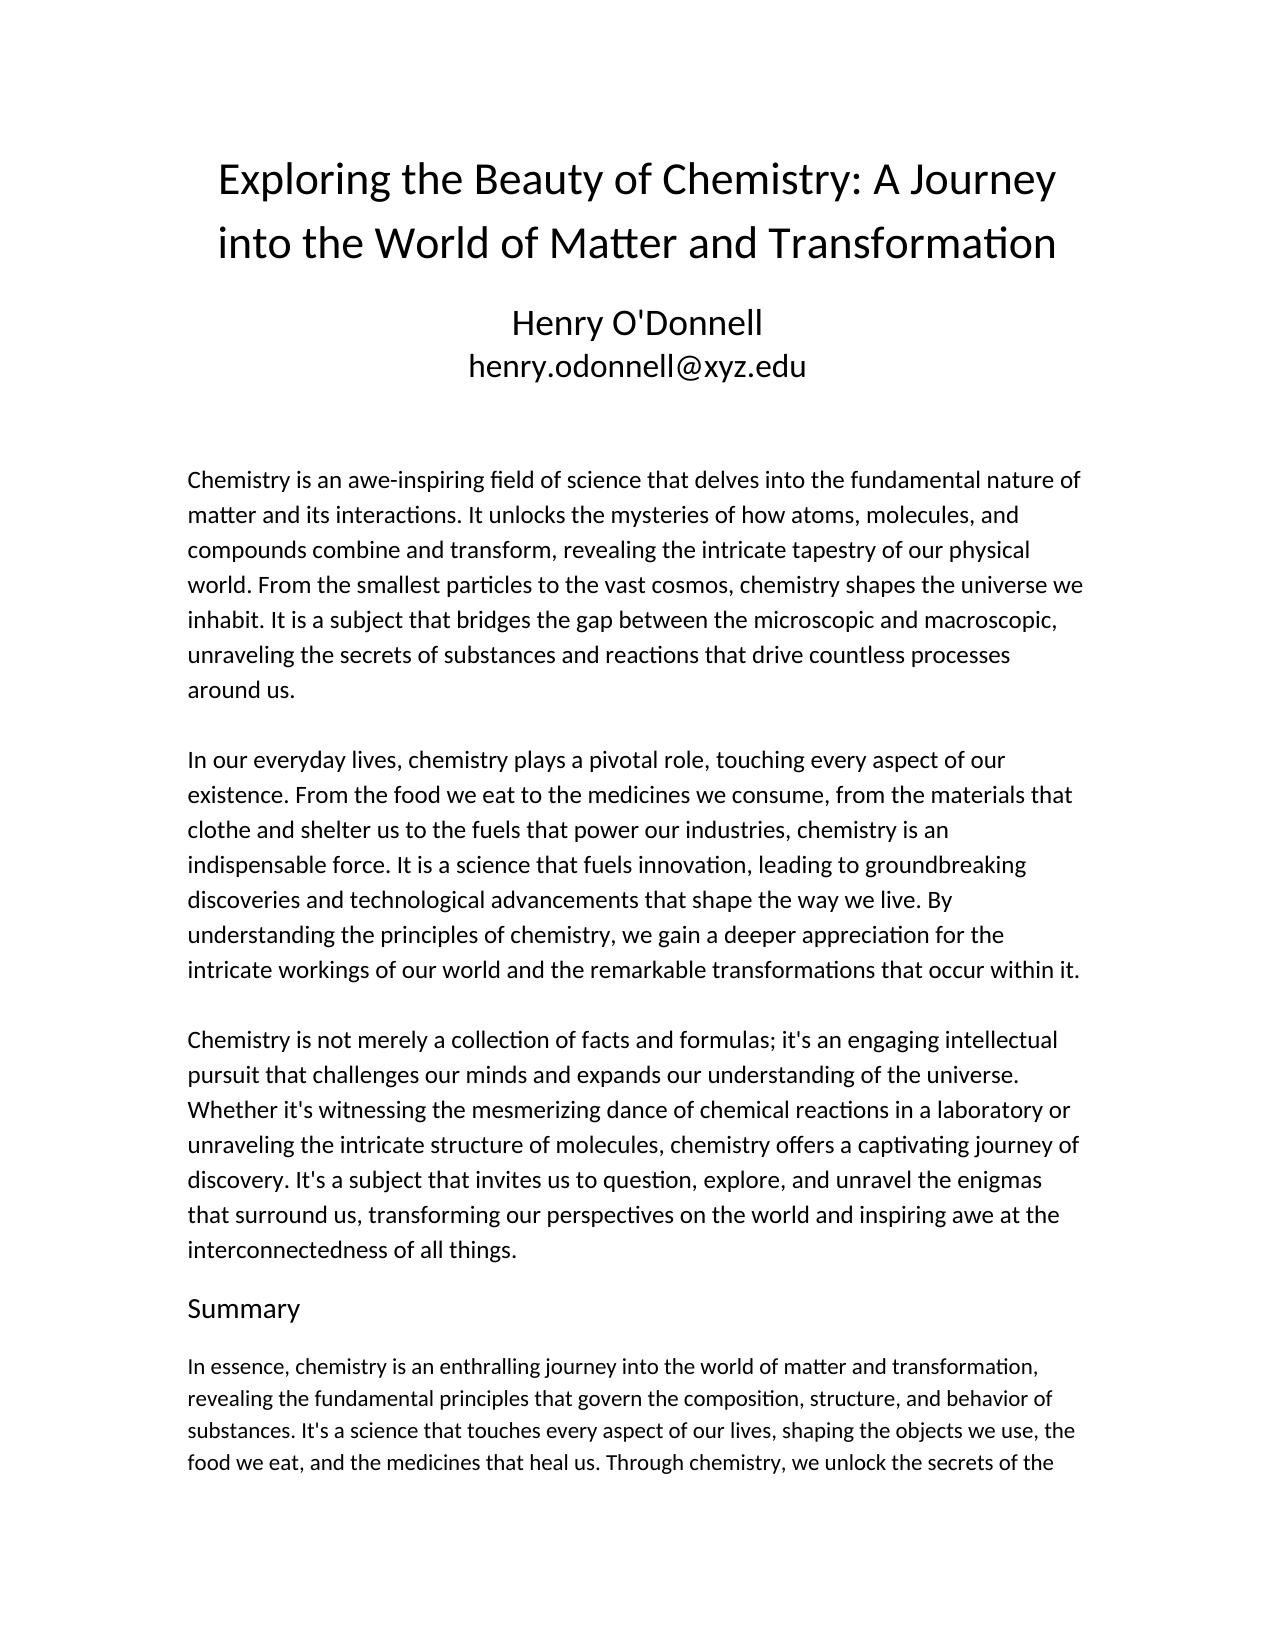 Exploring the Beauty of Chemistry: A Journey
into the World of Matter and Transformation
Henry O'Donnell
henry.odonnell@xyz.edu
Chemistry is an awe-inspiring field of science that delves into the fundamental nature of
matter and its interactions. It unlocks the mysteries of how atoms, molecules, and
compounds combine and transform, revealing the intricate tapestry of our physical
world. From the smallest particles to the vast cosmos, chemistry shapes the universe we
inhabit. It is a subject that bridges the gap between the microscopic and macroscopic,
unraveling the secrets of substances and reactions that drive countless processes
around us.
In our everyday lives, chemistry plays a pivotal role, touching every aspect of our
existence. From the food we eat to the medicines we consume, from the materials that
clothe and shelter us to the fuels that power our industries, chemistry is an
indispensable force. It is a science that fuels innovation, leading to groundbreaking
discoveries and technological advancements that shape the way we live. By
understanding the principles of chemistry, we gain a deeper appreciation for the
intricate workings of our world and the remarkable transformations that occur within it.
Chemistry is not merely a collection of facts and formulas; it's an engaging intellectual
pursuit that challenges our minds and expands our understanding of the universe.
Whether it's witnessing the mesmerizing dance of chemical reactions in a laboratory or
unraveling the intricate structure of molecules, chemistry offers a captivating journey of
discovery. It's a subject that invites us to question, explore, and unravel the enigmas
that surround us, transforming our perspectives on the world and inspiring awe at the
interconnectedness of all things.
Summary
In essence, chemistry is an enthralling journey into the world of matter and transformation,
revealing the fundamental principles that govern the composition, structure, and behavior of
substances. It's a science that touches every aspect of our lives, shaping the objects we use, the
food we eat, and the medicines that heal us. Through chemistry, we unlock the secrets of the